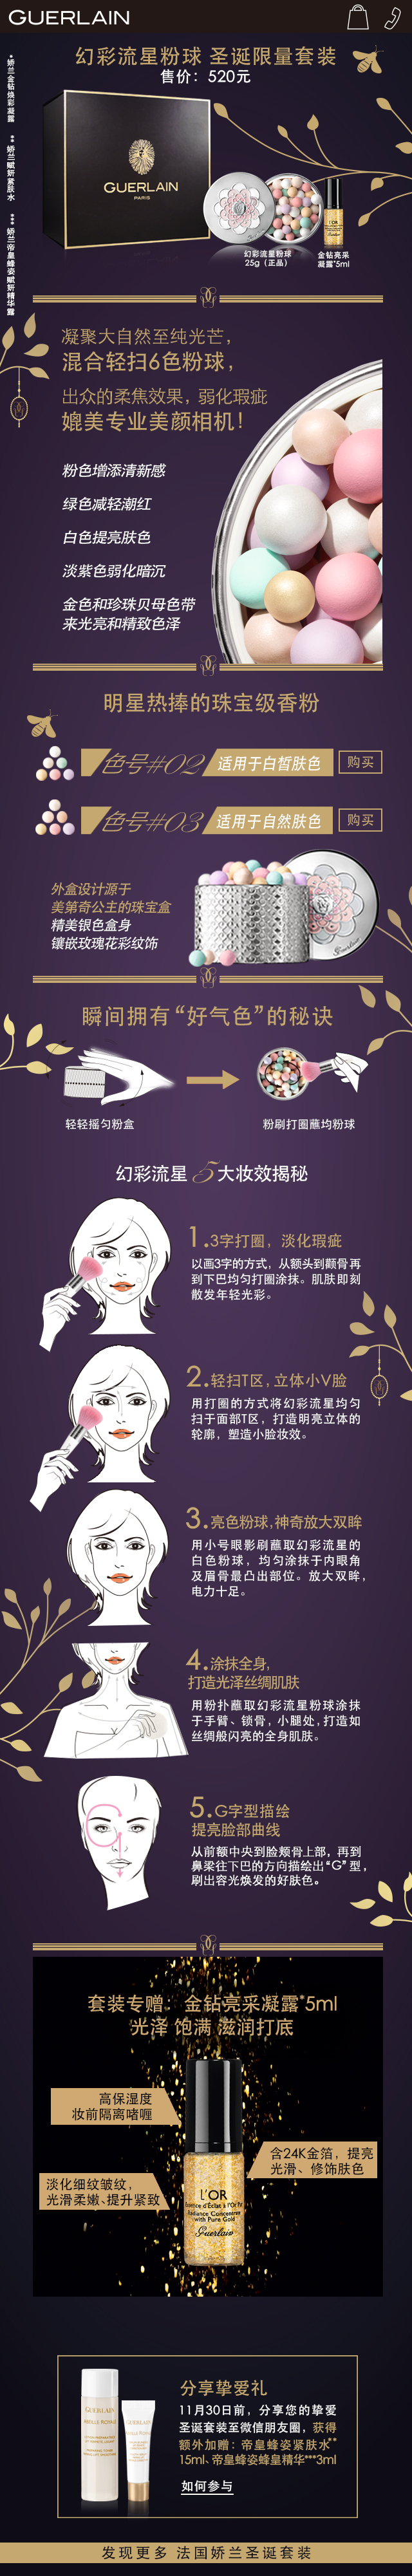 GUERLAIN
*娇兰金钻焕彩凝露 **娇兰赋妍紧肤水 ***娇兰帝皇蜂姿赋妍精华露
幻彩流星粉球 圣诞限量套装
售价：520元
GUERLAIN
PARIS
L'OR
幻彩流星粉球
25g（正品）
金钻亮采
凝露*5ml
凝聚大自然至纯光芒，
混合轻扫6色粉球，
出众的柔焦效果，弱化瑕疵
媲美专业美颜相机！
粉色增添清新感
绿色减轻潮红
白色提亮肤色
淡紫色弱化暗沉
金色和珍珠贝母色带
来光亮和精致色泽
明星热捧的珠宝级香粉
色号#02 适用于白皙肤色 购买
色号#03 适用于自然肤色 购买
外盒设计源于
美第奇公主的珠宝盒
精美银色盒身
镶嵌玫瑰花彩纹饰
Guerlain
瞬间拥有“好气色”的秘诀
轻轻摇匀粉盒
粉刷打圈蘸均粉球
幻彩流星5大妆效揭秘
1.3字打圈，淡化瑕疵
以画3字的方式，从额头到颧骨再
到下巴均匀打圈涂抹。肌肤即刻
散发年轻光彩。
2.轻扫T区，立体小V脸
用打圈的方式将幻彩流星均匀
扫于面部T区，打造明亮立体的
轮廓，塑造小脸妆效。
3.亮色粉球，神奇放大双眸
用小号眼影刷蘸取幻彩流星的
白色粉球，均匀涂抹于内眼角
及眉骨最凸出部位。放大双眸，
电力十足。
4.涂抹全身，
打造光泽丝绸肌肤
用粉扑蘸取幻彩流星粉球涂抹
于手臂、锁骨，小腿处，打造如
丝绸般闪亮的全身肌肤。
G
5.G字型描绘
提亮脸部曲线
从前额中央到脸颊骨上部，再到
鼻梁往下巴的方向描绘出“G”型，
刷出容光焕发的好肤色。
套装专赠：金钻亮采凝露*5ml
光泽 饱满 滋润打底
高保湿度
妆前隔离啫喱
含24K金箔，提亮
光滑、修饰肤色
淡化细纹皱纹，
光滑柔嫩、提升紧致
L'OR
Essence d'Éclat à l'Or Pur
Radiance Concentrate
with Pure Gold
Guerlain
分享挚爱礼
11月30日前，分享您的挚爱
圣诞套装至微信朋友圈，获得
额外加赠：帝皇蜂姿紧肤水**
15ml、帝皇蜂姿蜂皇精华***3ml
如何参与
GUERLAIN
ABEILLE ROYALE
GUERLAIN
发现更多 法国娇兰圣诞套装